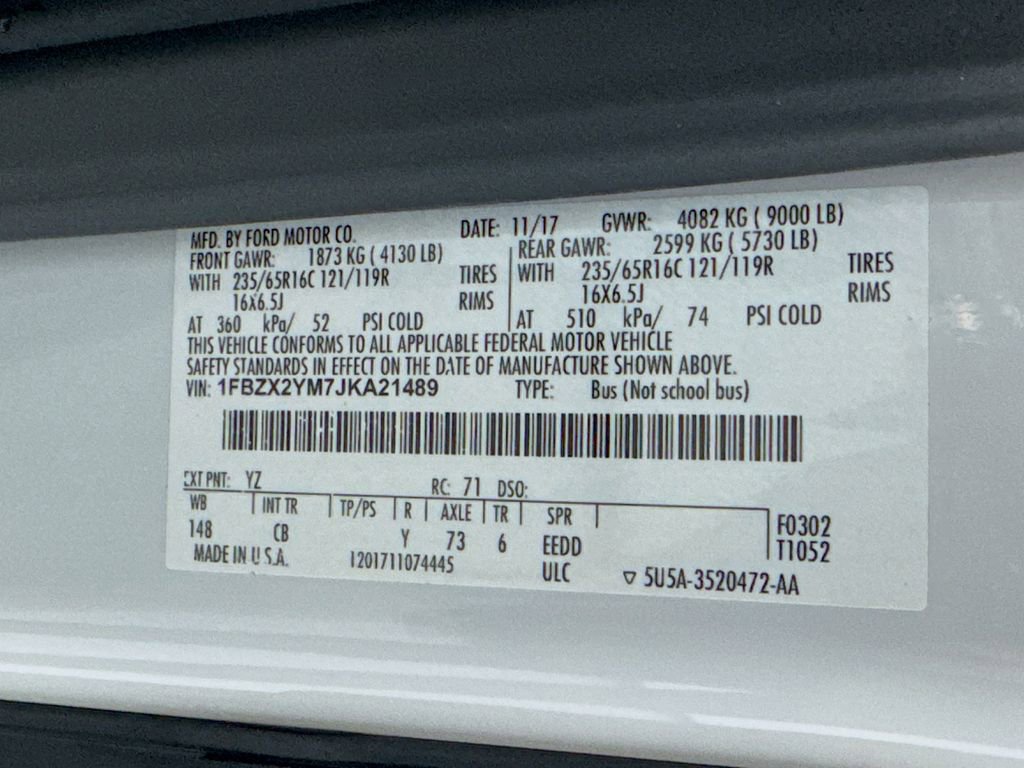 MFD. BY FORD MOTOR CO. DATE: 11/17 GVWR: 4082 KG ( 9000 LB)
FRONT GAWR: 1873 KG ( 4130 LB) REAR GAWR: 2599 KG ( 5730 LB)
WITH 235/65R16C 121/119R TIRES WITH 235/65R16C 121/119R TIRES
16X6.5J RIMS 16X6.5J RIMS
AT 360 kPa/ 52 PSI COLD AT 510 kPa/ 74 PSI COLD
THIS VEHICLE CONFORMS TO ALL APPLICABLE FEDERAL MOTOR VEHICLE
SAFETY STANDARDS IN EFFECT ON THE DATE OF MANUFACTURE SHOWN ABOVE.
VIN: 1FBZX2YM7JKA21489 TYPE: Bus (Not school bus)
EXT PNT: YZ RC: 71 DSO:
WB INT TR TP/PS R AXLE TR SPR F0302
148 CB Y 73 6 EEDD T1052
MADE IN U.S.A. 1201711074445 ULC ▽ 5U5A-3520472-AA